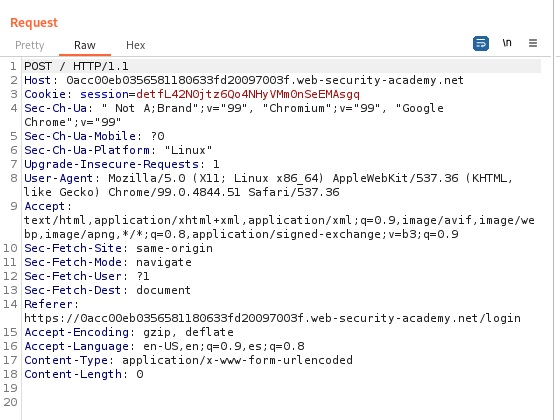 Request
Pretty Raw Hex
\n
1 POST / HTTP/1.1
2 Host: 0acc00eb0356581180633fd20097003f.web-security-academy.net
3 Cookie: session=detfL42N0jtz6Qo4NHyVMm0nSeEMAsgq
4 Sec-Ch-Ua: " Not A;Brand";v="99", "Chromium";v="99", "Google
Chrome";v="99"
5 Sec-Ch-Ua-Mobile: ?0
6 Sec-Ch-Ua-Platform: "Linux"
7 Upgrade-Insecure-Requests: 1
8 User-Agent: Mozilla/5.0 (X11; Linux x86_64) AppleWebKit/537.36 (KHTML,
like Gecko) Chrome/99.0.4844.51 Safari/537.36
9 Accept:
text/html,application/xhtml+xml,application/xml;q=0.9,image/avif,image/we
bp,image/apng,*/*;q=0.8,application/signed-exchange;v=b3;q=0.9
10 Sec-Fetch-Site: same-origin
11 Sec-Fetch-Mode: navigate
12 Sec-Fetch-User: ?1
13 Sec-Fetch-Dest: document
14 Referer:
https://0acc00eb0356581180633fd20097003f.web-security-academy.net/login
15 Accept-Encoding: gzip, deflate
16 Accept-Language: en-US,en;q=0.9,es;q=0.8
17 Content-Type: application/x-www-form-urlencoded
18 Content-Length: 0
19
20